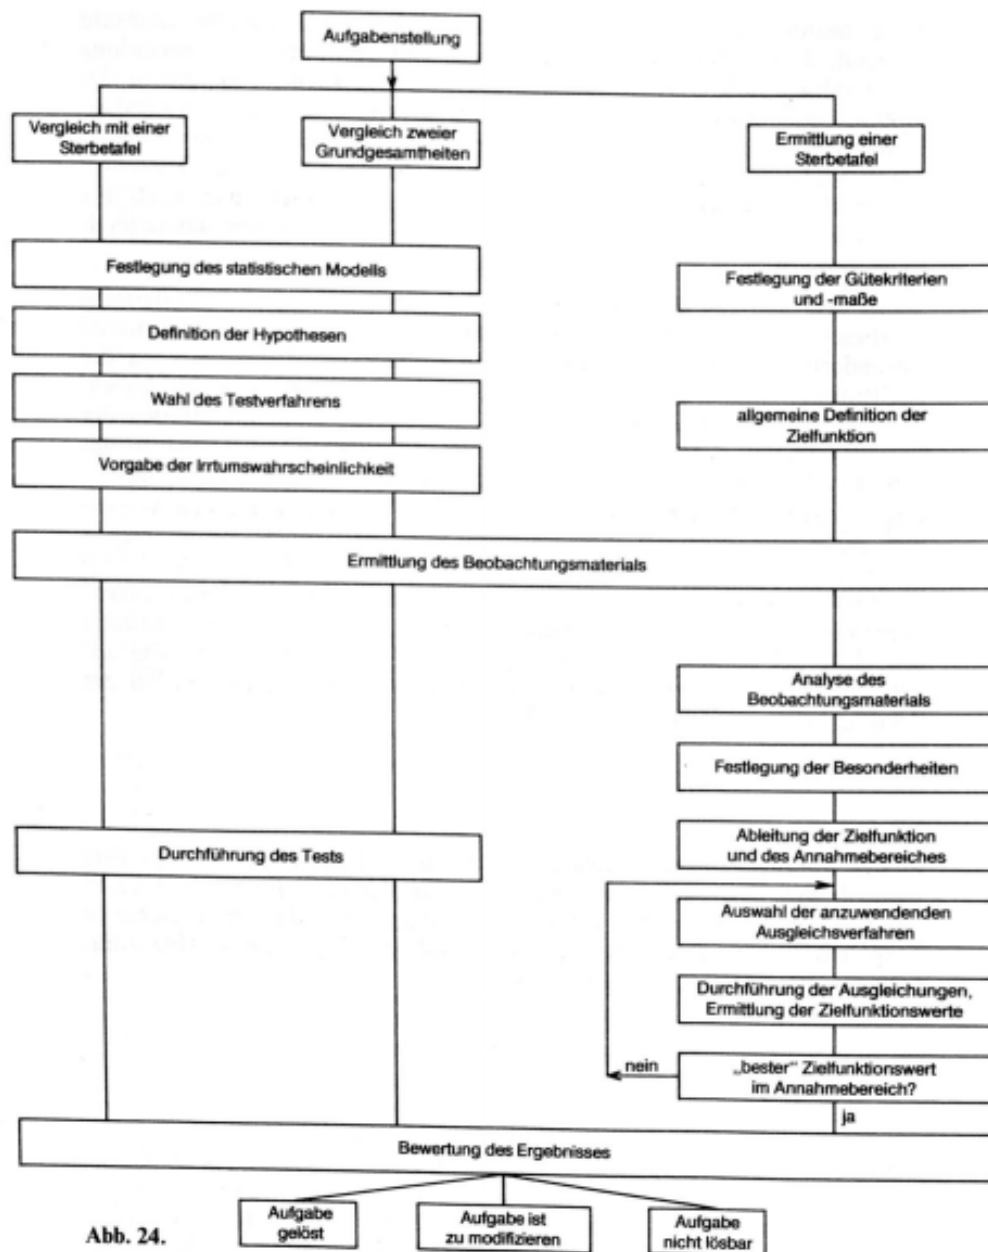 Aufgabenstellung
Vergleich mit einer
Sterbetafel
Vergleich zweier
Grundgesamtheiten
Ermittlung einer
Sterbetafel
Festlegung des statistischen Modells
Festlegung der Gütekriterien
und -maße
Definition der Hypothesen
Wahl des Testverfahrens
allgemeine Definition der
Zielfunktion
Vorgabe der Irrtumswahrscheinlichkeit
Ermittlung des Beobachtungsmaterials
Analyse des
Beobachtungsmaterials
Festlegung der Besonderheiten
Durchführung des Tests
Ableitung der Zielfunktion
und des Annahmebereiches
Auswahl der anzuwendenden
Ausgleichsverfahren
Durchführung der Ausgleichungen,
Ermittlung der Zielfunktionswerte
nein
„bester“ Zielfunktionswert
im Annahmebereich?
ja
Bewertung des Ergebnisses
Aufgabe
gelöst
Aufgabe ist
zu modifizieren
Aufgabe
nicht lösbar
Abb. 24.